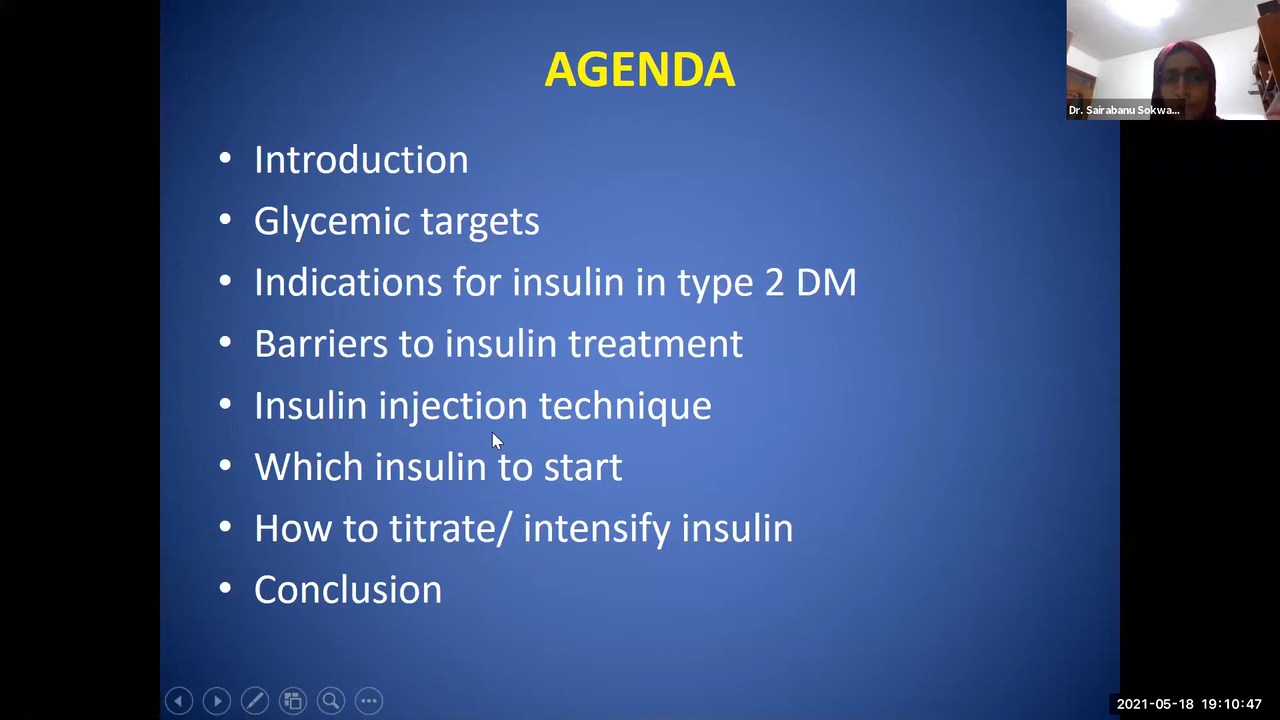 AGENDA
Dr. Sairabanu Sokwa...
• Introduction
• Glycemic targets
• Indications for insulin in type 2 DM
• Barriers to insulin treatment
• Insulin injection technique
• Which insulin to start
• How to titrate/ intensify insulin
• Conclusion
2021-05-18 19:10:47